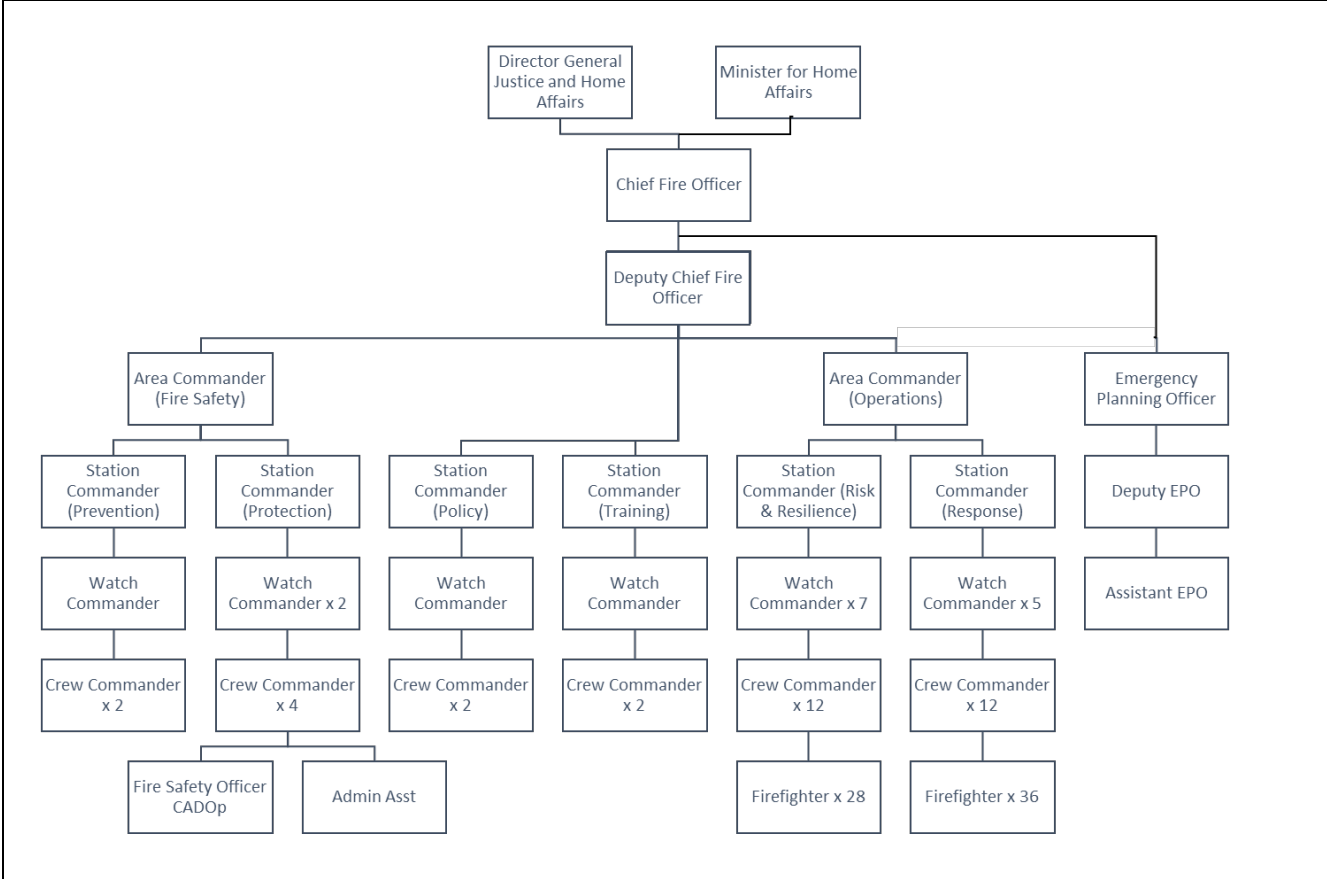 Director General
Justice and Home
Affairs
Minister for Home
Affairs
Chief Fire Officer
Deputy Chief Fire
Officer
Area Commander
(Fire Safety)
Area Commander
(Operations)
Emergency
Planning Officer
Station
Commander
(Prevention)
Station
Commander
(Protection)
Station
Commander
(Policy)
Station
Commander
(Training)
Station
Commander (Risk
& Resilience)
Station
Commander
(Response)
Deputy EPO
Watch
Commander
Watch
Commander x 2
Watch
Commander
Watch
Commander
Watch
Commander x 7
Watch
Commander x 5
Assistant EPO
Crew Commander
x 2
Crew Commander
x 4
Crew Commander
x 2
Crew Commander
x 2
Crew Commander
x 12
Crew Commander
x 12
Fire Safety Officer
CADOp
Admin Asst
Firefighter x 28
Firefighter x 36